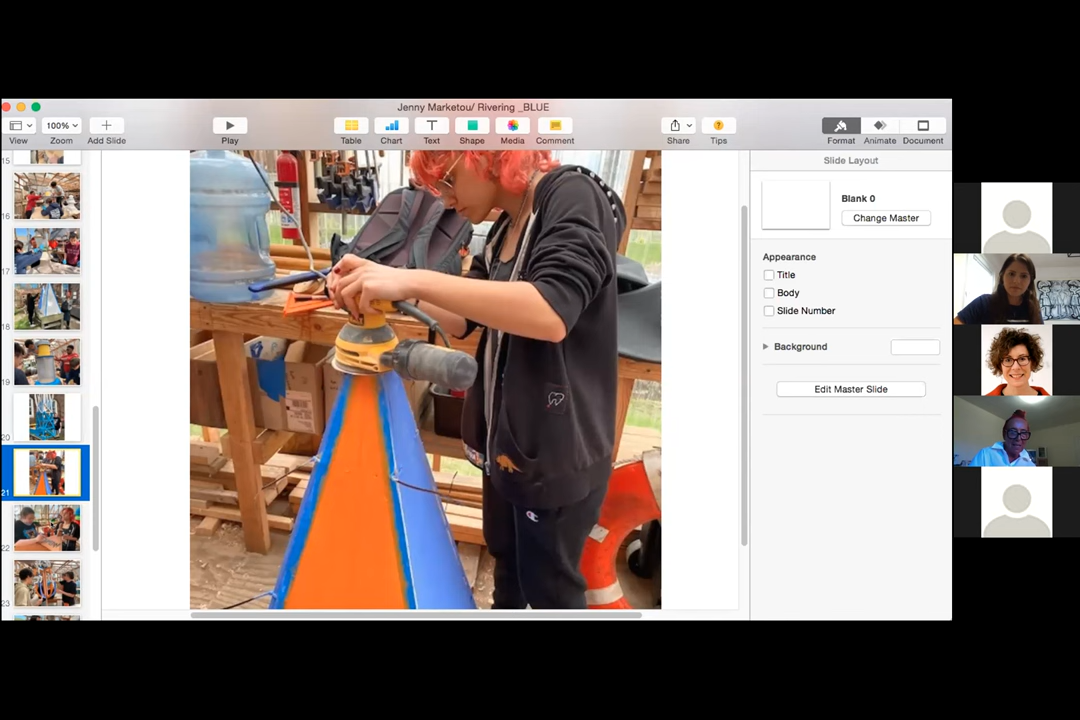 Jenny Marketou/ Rivering _BLUE
100%
View Zoom Add Slide Play Table Chart Text Shape Media Comment Share Tips Format Animate Document
Slide Layout
Blank 0
Change Master
Appearance
Title
Body
Slide Number
Background
Edit Master Slide
15
16
17
18
19
20
21
22
23